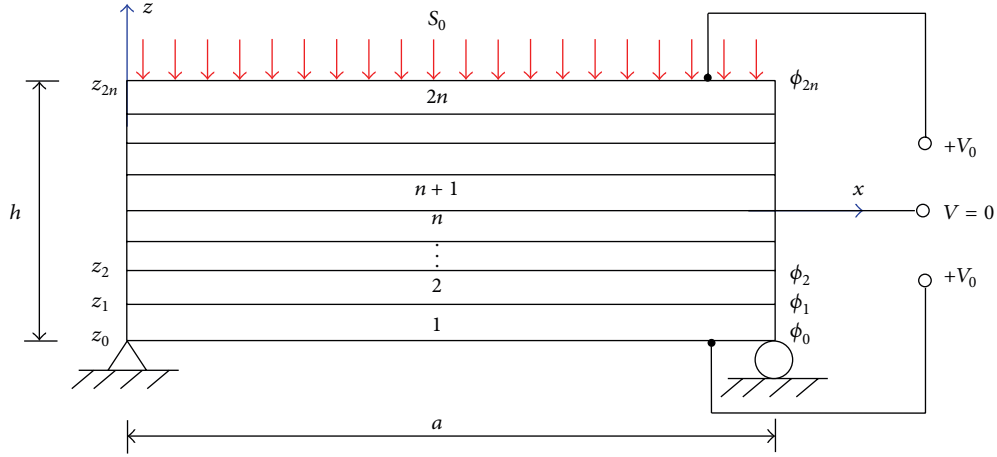 z
S₀
z₂ₙ
2n
ϕ₂ₙ
+V₀
n + 1
x
h
n
V = 0
⋮
z₂
2
ϕ₂
+V₀
z₁
ϕ₁
1
z₀
ϕ₀
a